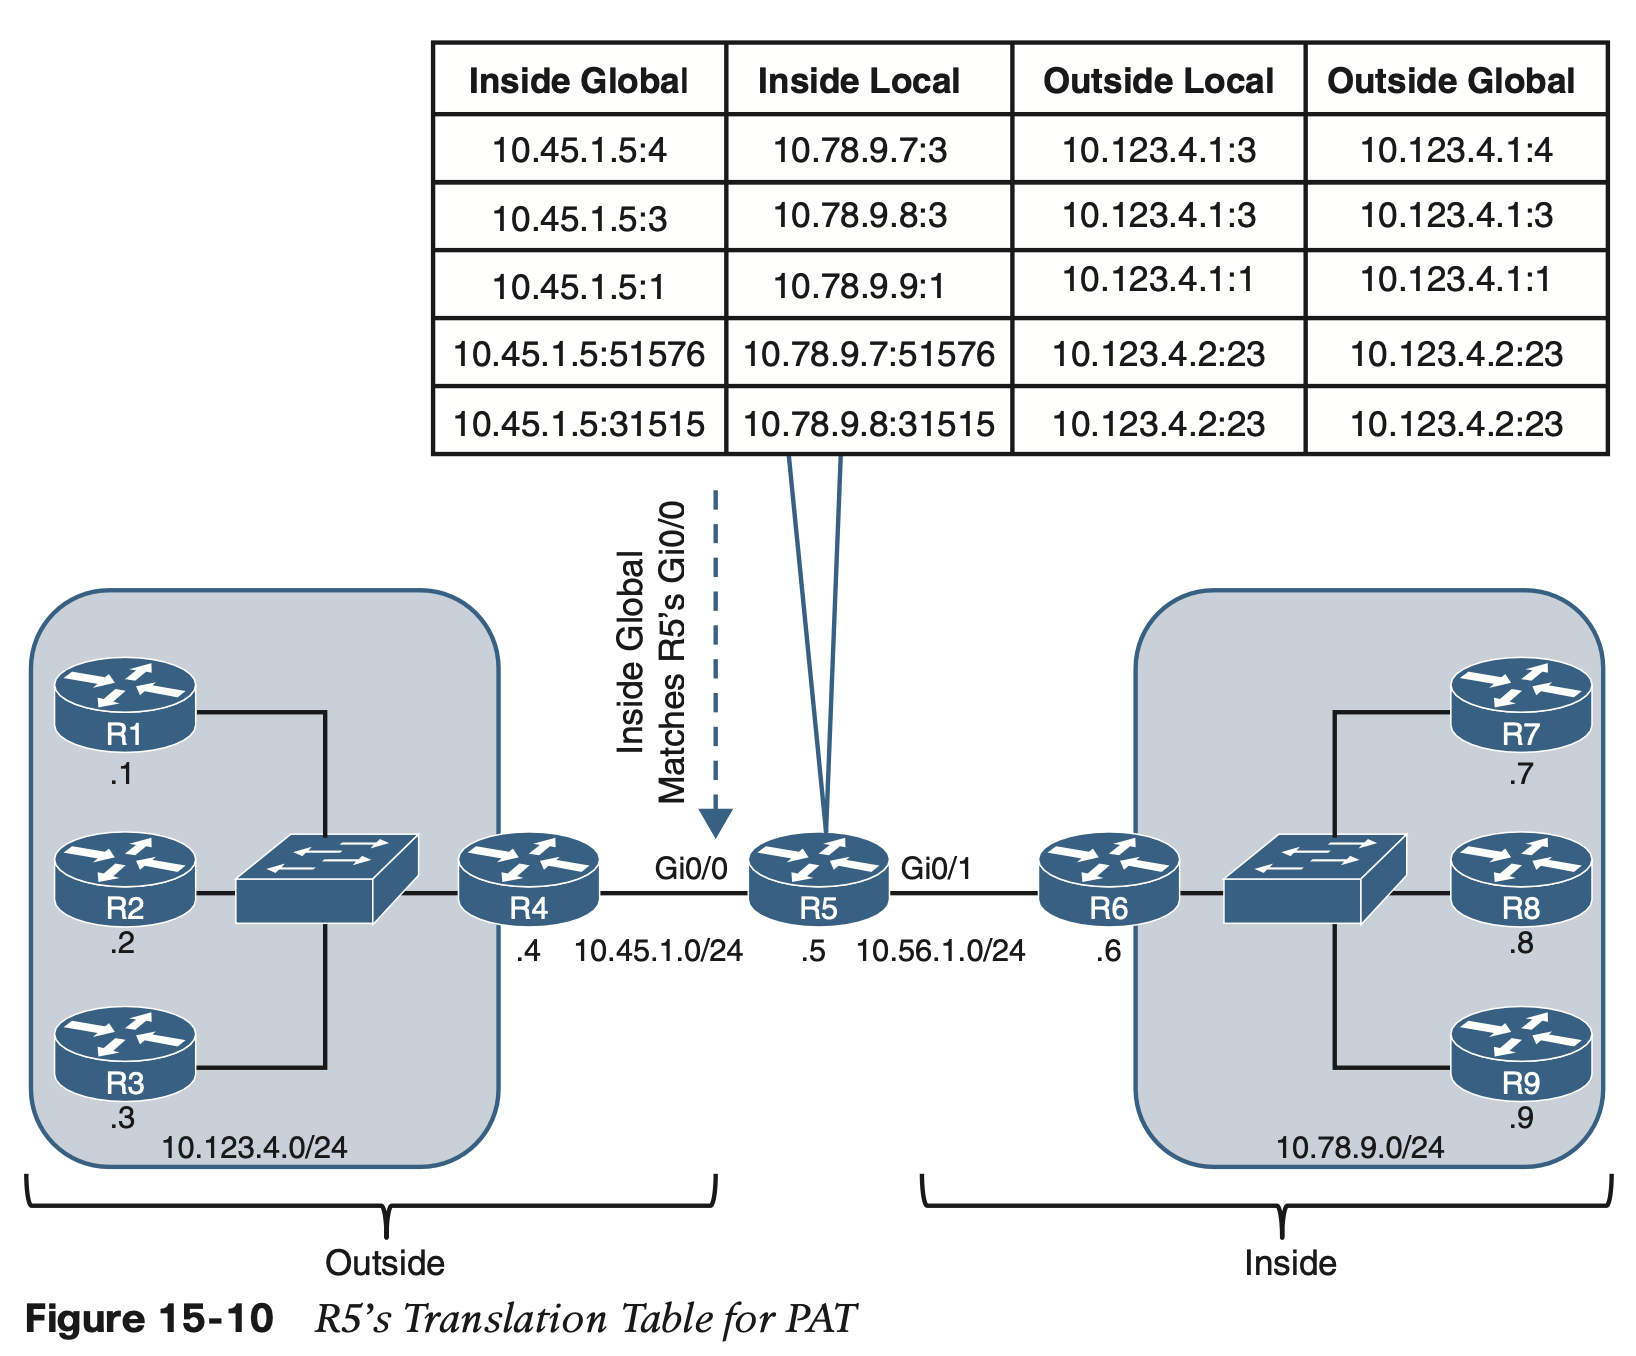 Inside Global Inside Local Outside Local Outside Global
10.45.1.5:4 10.78.9.7:3 10.123.4.1:3 10.123.4.1:4
10.45.1.5:3 10.78.9.8:3 10.123.4.1:3 10.123.4.1:3
10.45.1.5:1 10.78.9.9:1 10.123.4.1:1 10.123.4.1:1
10.45.1.5:51576 10.78.9.7:51576 10.123.4.2:23 10.123.4.2:23
10.45.1.5:31515 10.78.9.8:31515 10.123.4.2:23 10.123.4.2:23
Inside Global
Matches R5’s Gi0/0
R1
.1
R2
.2
R3
.3
10.123.4.0/24
R4
.4
10.45.1.0/24
Gi0/0
R5
.5
Gi0/1
10.56.1.0/24
R6
.6
R7
.7
R8
.8
R9
.9
10.78.9.0/24
Outside
Inside
Figure 15-10 R5’s Translation Table for PAT